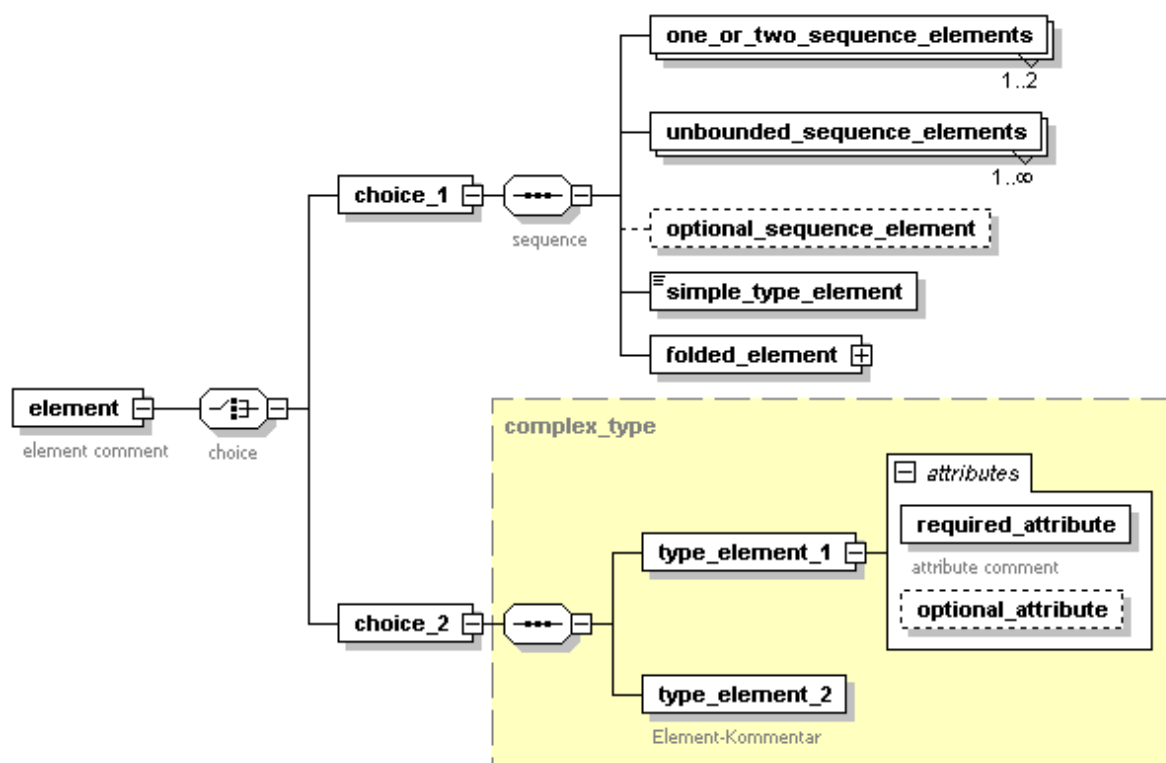 one_or_two_sequence_elements
1..2
unbounded_sequence_elements
1..∞
choice_1
sequence
optional_sequence_element
simple_type_element
folded_element
element
element comment
choice
complex_type
attributes
required_attribute
attribute comment
optional_attribute
type_element_1
choice_2
type_element_2
Element-Kommentar